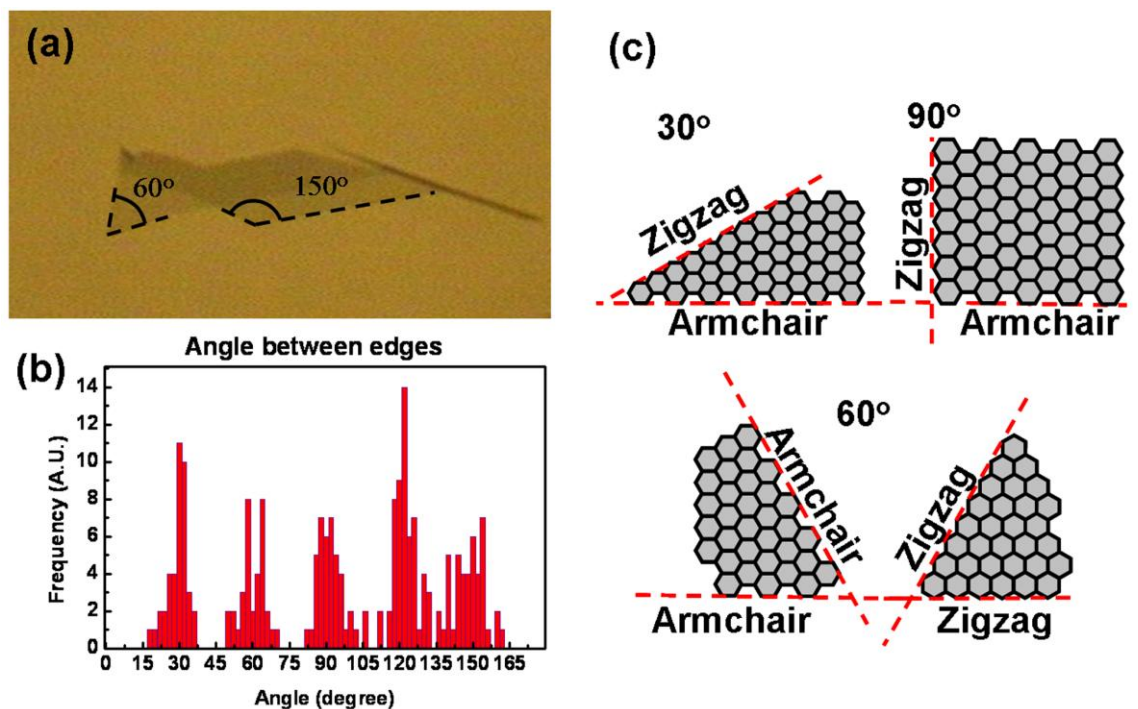 (a)
60°
150°
(b)
Angle between edges
14
12
10
8
6
4
2
0
Frequency (A.U.)
0 15 30 45 60 75 90 105 120 135 150 165
Angle (degree)
(c)
30°
Zigzag
Armchair
90°
Zigzag
Armchair
60°
Armchair
Armchair
Zigzag
Zigzag